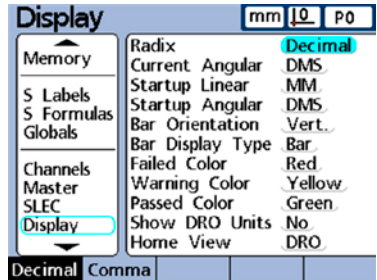 Display
mm
0
P0
Memory
S Labels
S Formulas
Globals
Channels
Master
SLEC
Display
Radix Decimal
Current Angular DMS
Startup Linear MM
Startup Angular DMS
Bar Orientation Vert.
Bar Display Type Bar
Failed Color Red
Warning Color Yellow
Passed Color Green
Show DRO Units No
Home View DRO
Decimal Comma